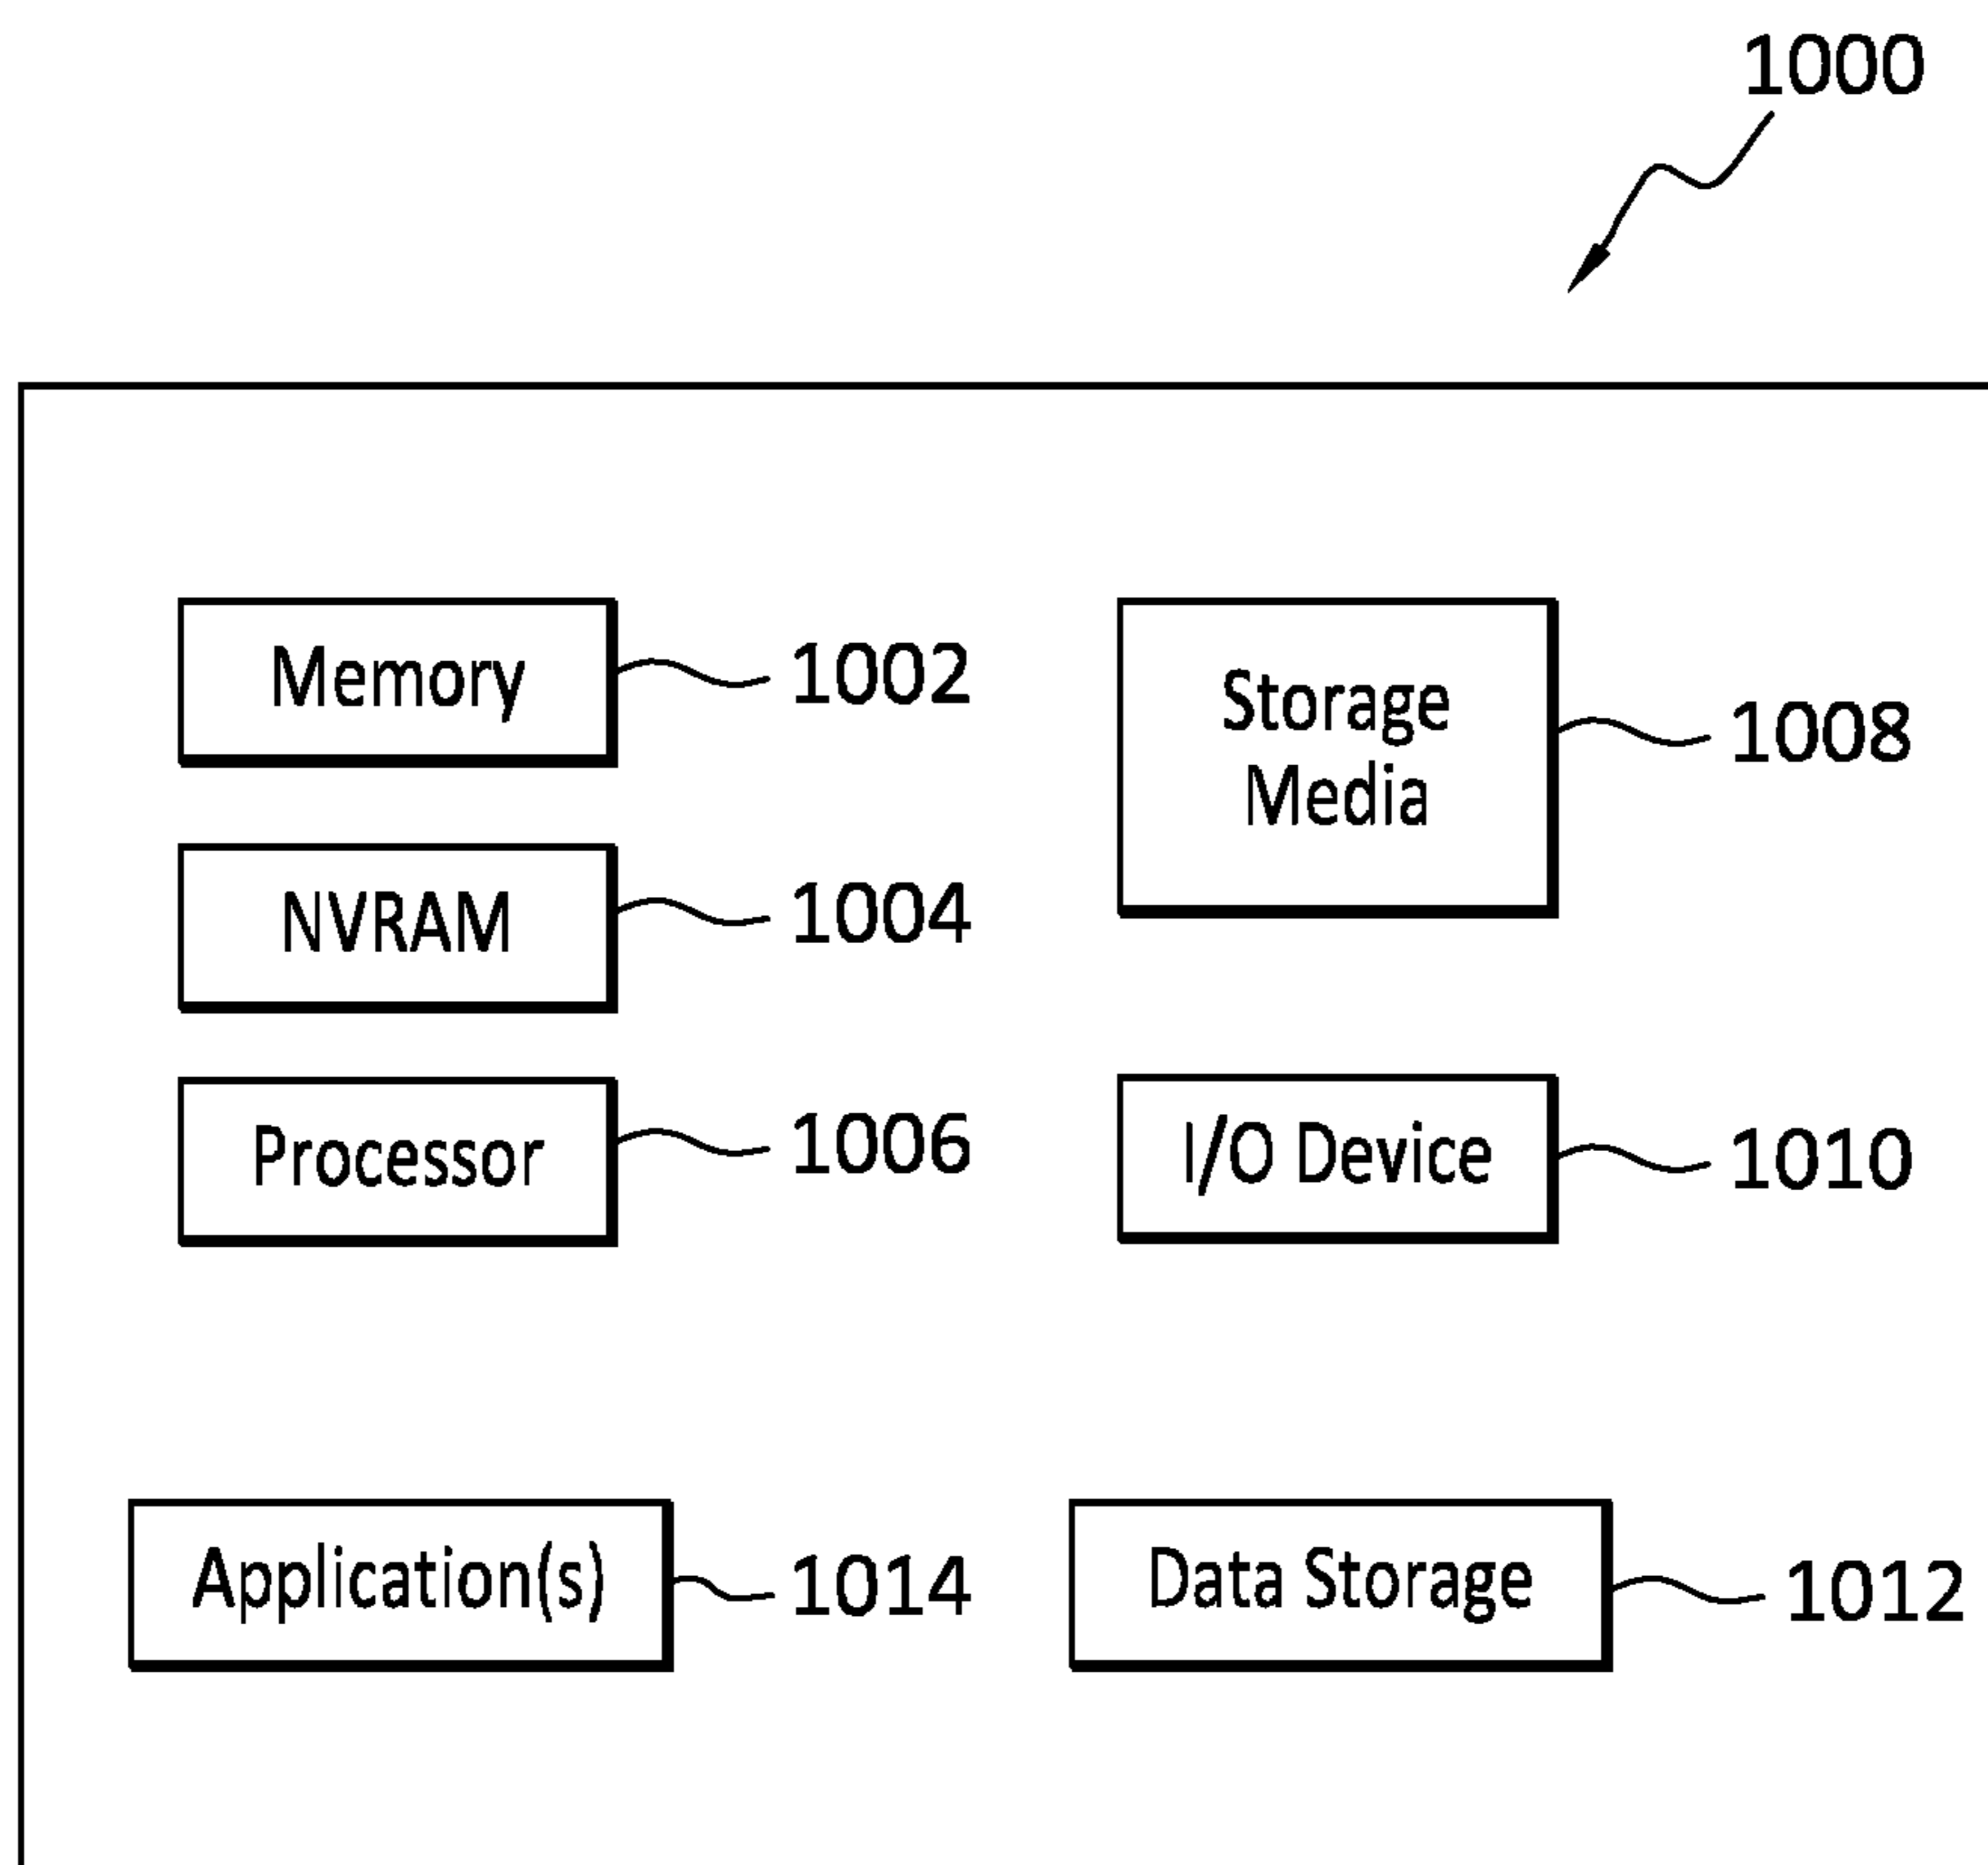 1000
Memory
1002
Storage
Media
1008
NVRAM
1004
Processor
1006
I/O Device
1010
Application(s)
1014
Data Storage
1012